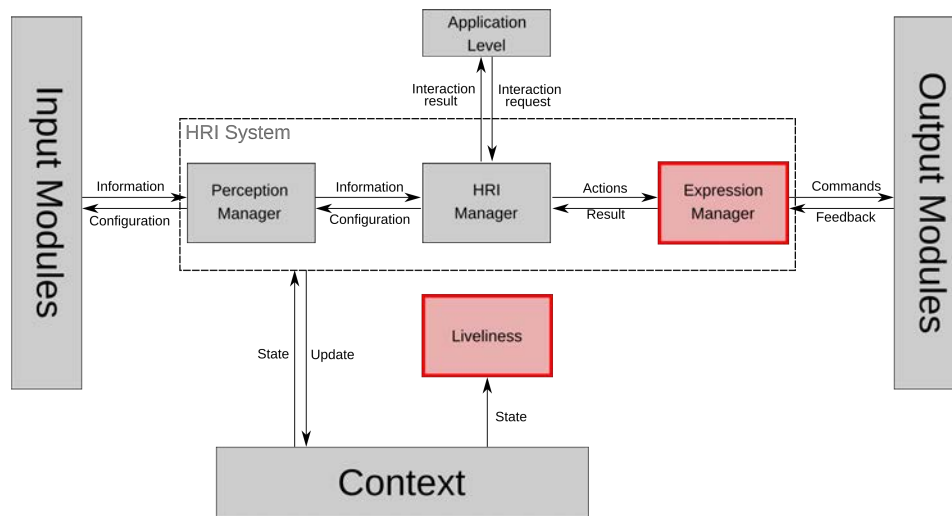 Application
Level
Interaction
result
Interaction
request
HRI System
Input Modules
Information
Configuration
Perception
Manager
Information
Configuration
HRI
Manager
Actions
Result
Expression
Manager
Commands
Feedback
Output Modules
Liveliness
State
Update
State
Context